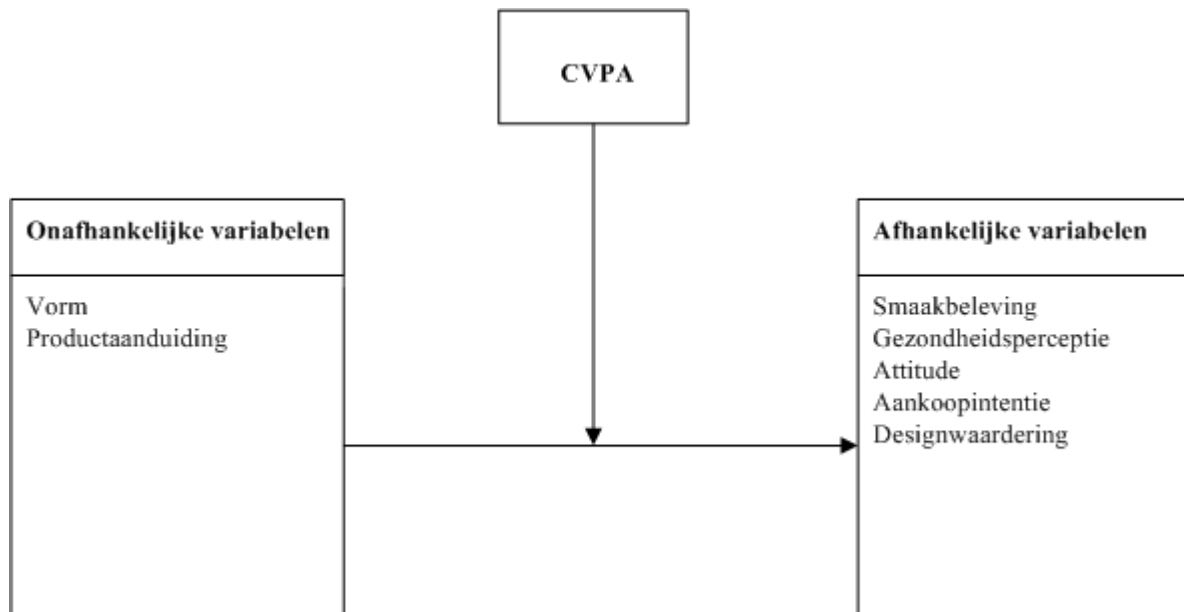 CVPA
Onafhankelijke variabelen
Vorm
Productaanduiding
Afhankelijke variabelen
Smaakbeleving
Gezondheidsperceptie
Attitude
Aankoopintentie
Designwaardering